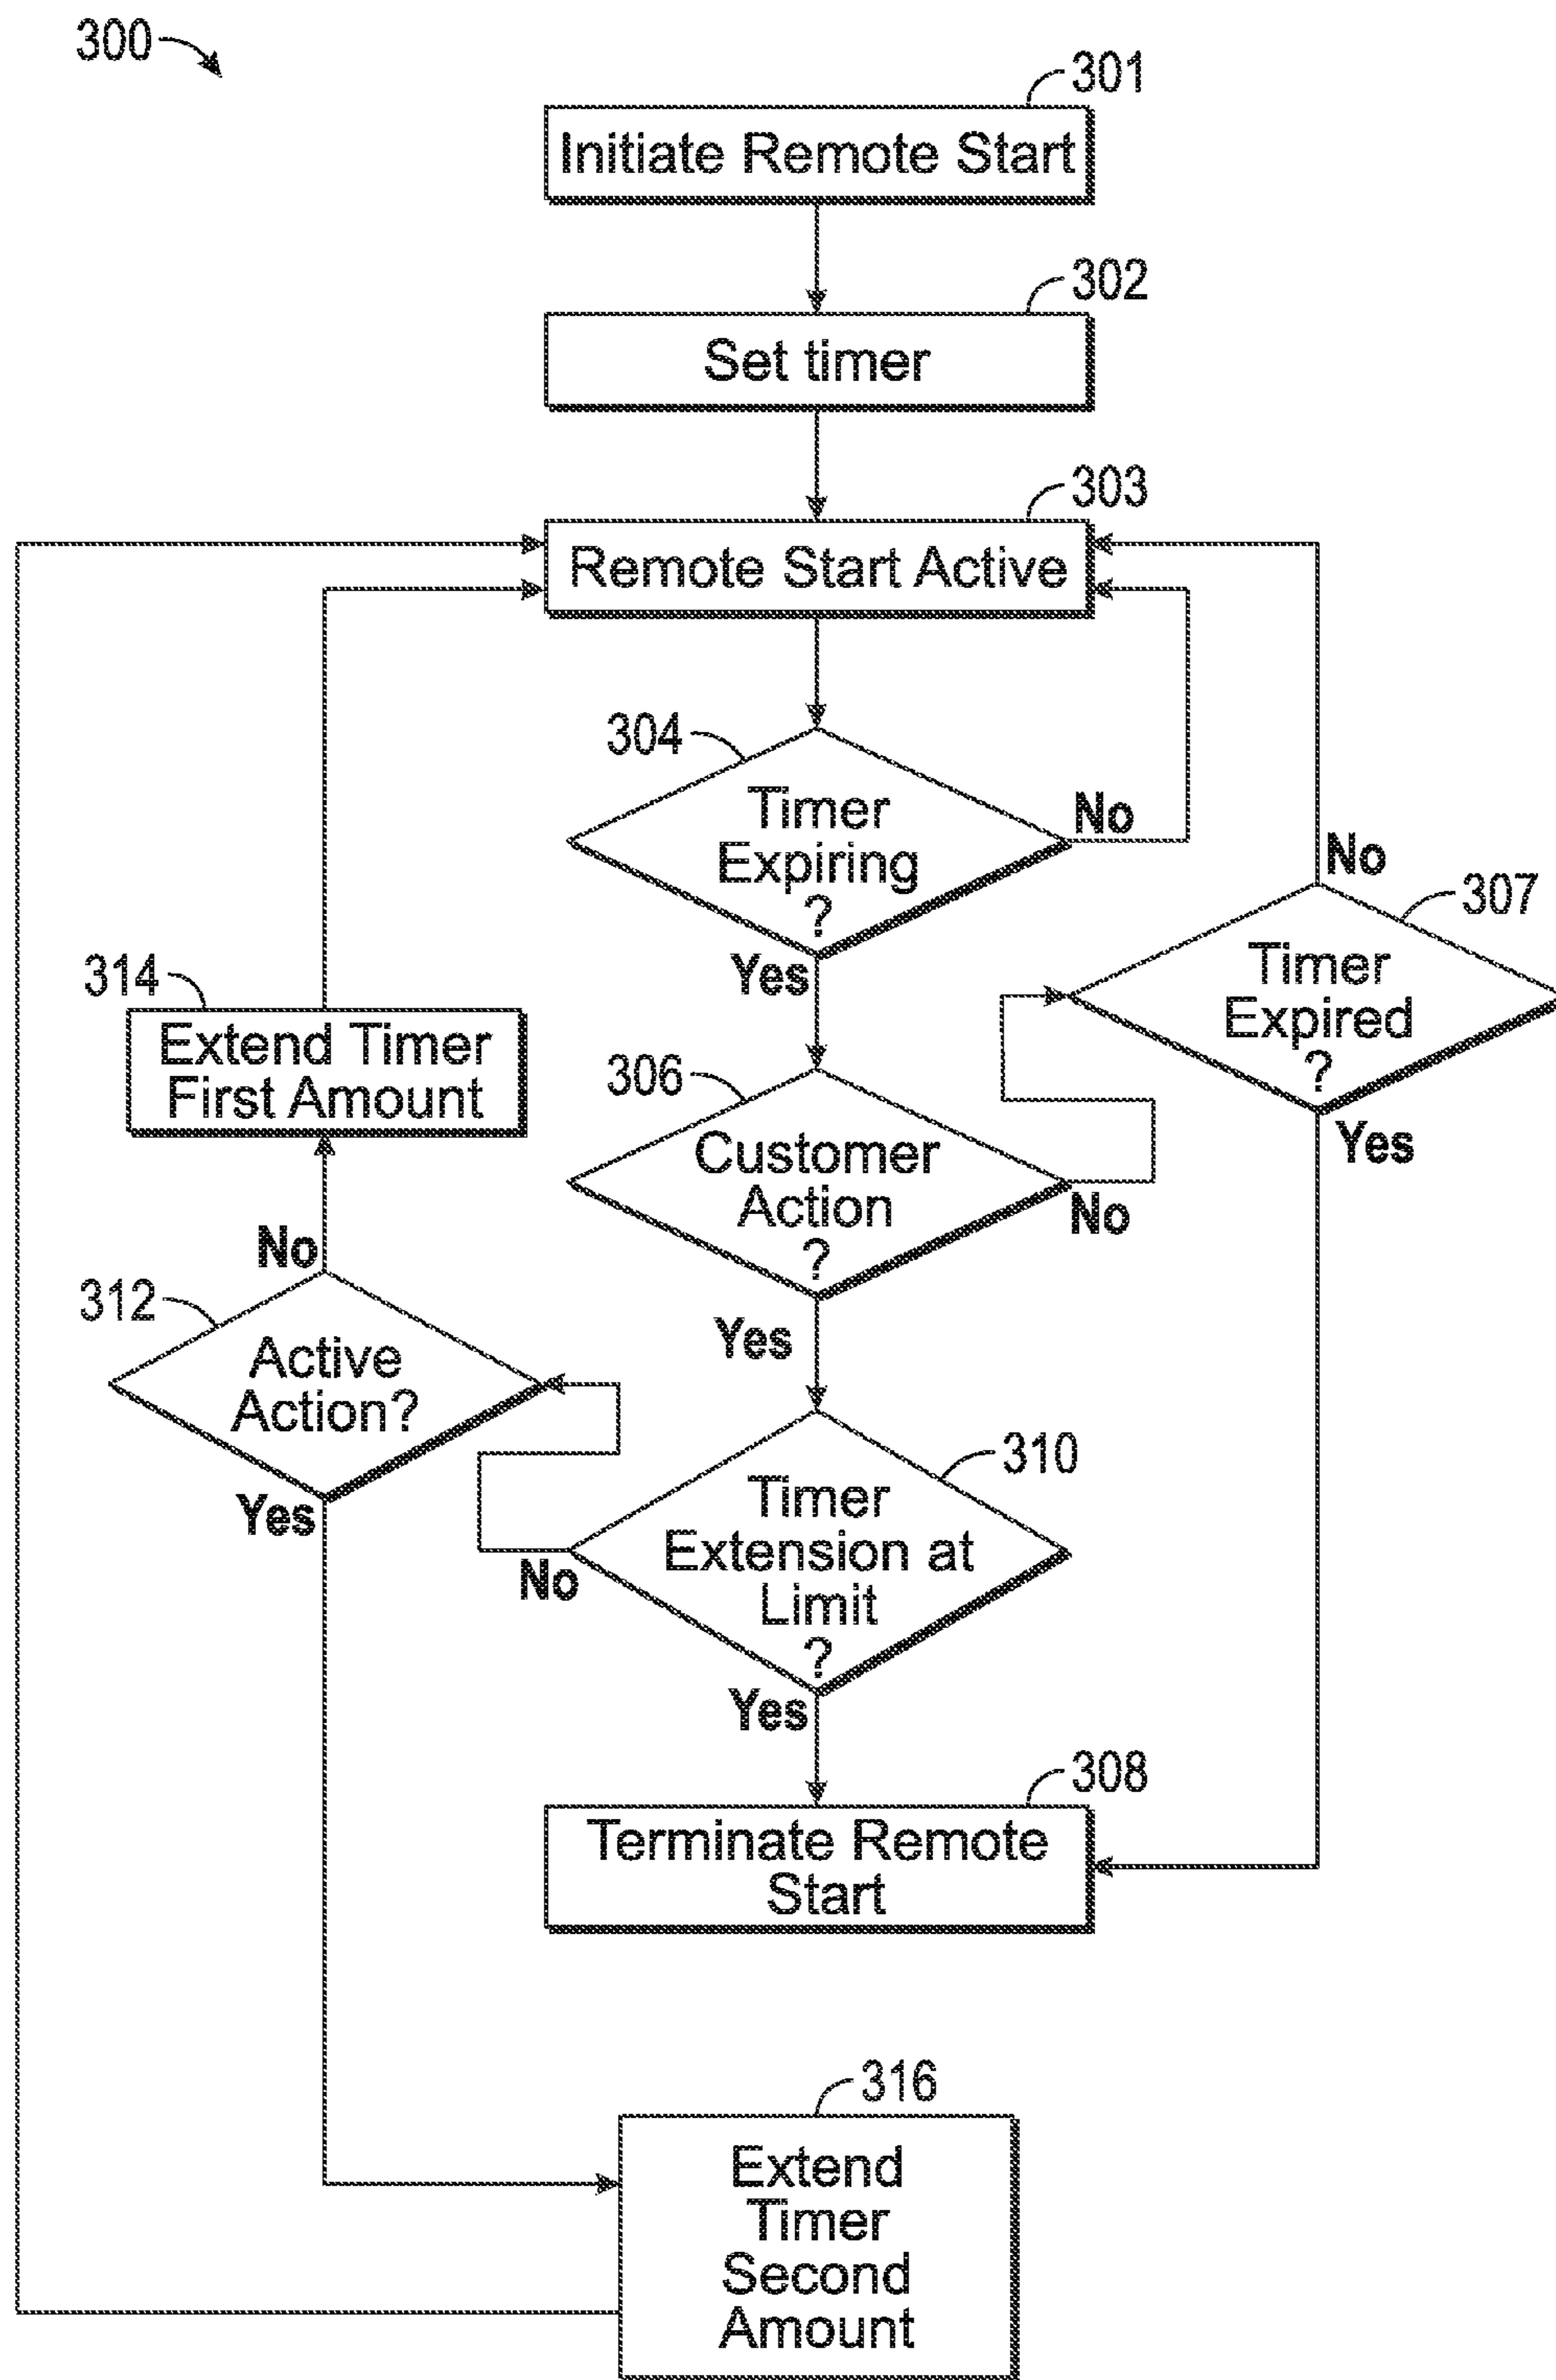 300
301
Initiate Remote Start
302
Set timer
303
Remote Start Active
304
Timer
Expiring
?
No
Yes
No
307
Timer
Expired
?
Yes
314
Extend Timer
First Amount
306
Customer
Action
?
No
Yes
No
312
Active
Action?
Yes
310
Timer
Extension at
Limit
?
No
Yes
308
Terminate Remote
Start
316
Extend
Timer
Second
Amount